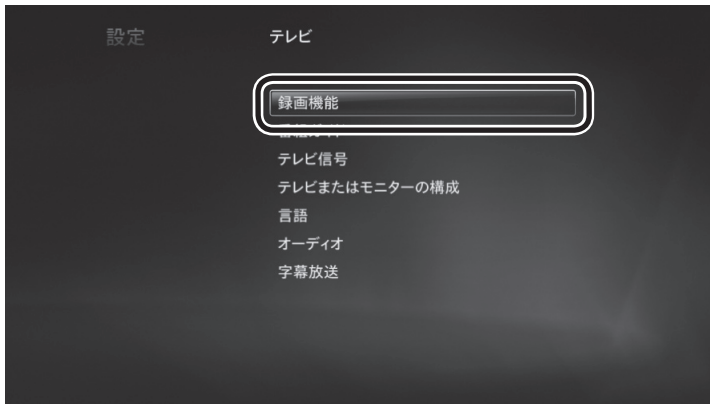 設定
テレビ
録画機能
テレビ信号
テレビまたはモニターの構成
言語
オーディオ
字幕放送